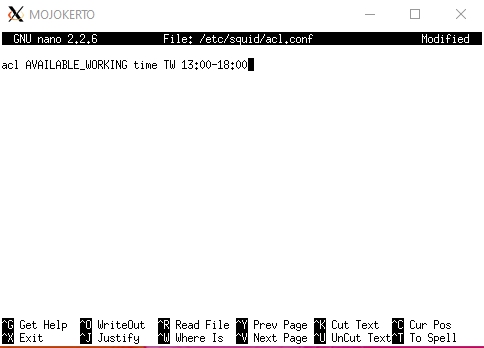 MOJOKERTO
GNU nano 2.2.6 File: /etc/squid/acl.conf Modified
acl AVAILABLE_WORKING time TW 13:00-18:00
^G Get Help ^O WriteOut ^R Read File ^Y Prev Page ^K Cut Text ^C Cur Pos
^X Exit ^J Justify ^W Where Is ^V Next Page ^U UnCut Text ^T To Spell